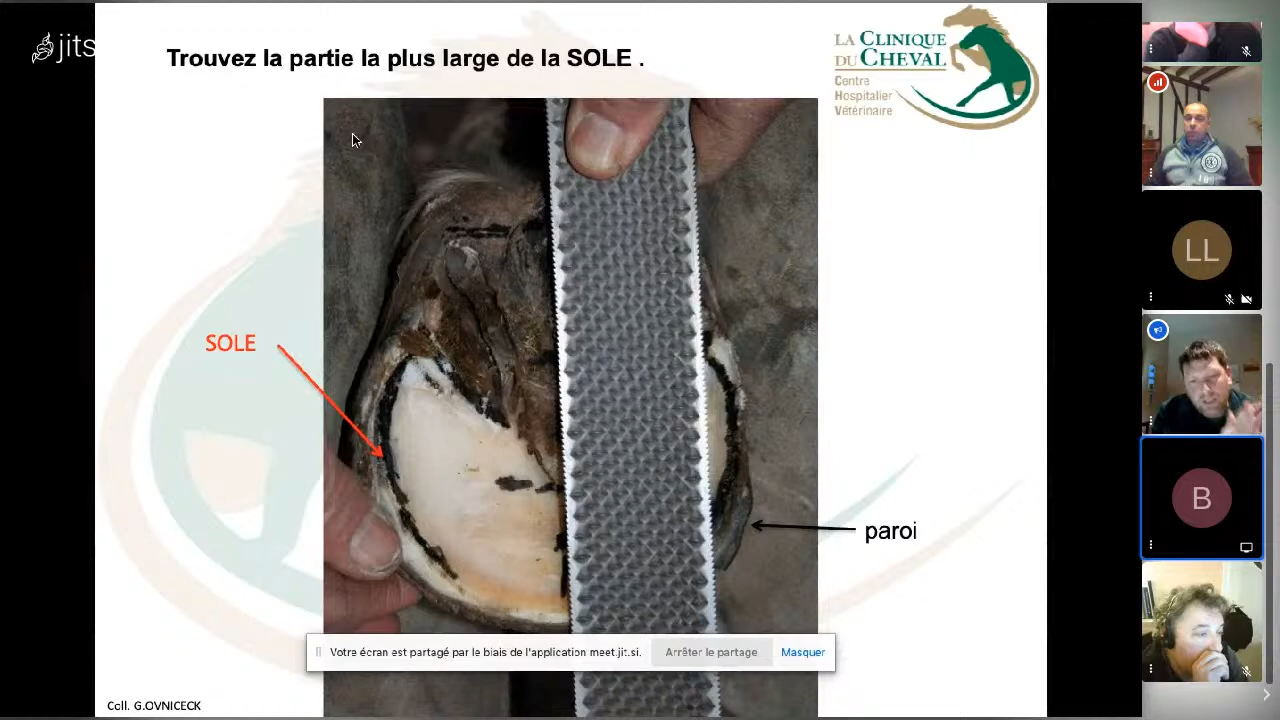 jits
Trouvez la partie la plus large de la SOLE .
LA CLINIQUE
DU CHEVAL
Centre
Hospitalier
Vétérinaire
SOLE
paroi
LL
B
Votre écran est partagé par le biais de l'application meet.jit.si.
Arrêter le partage
Masquer
Coll. G.OVNICECK